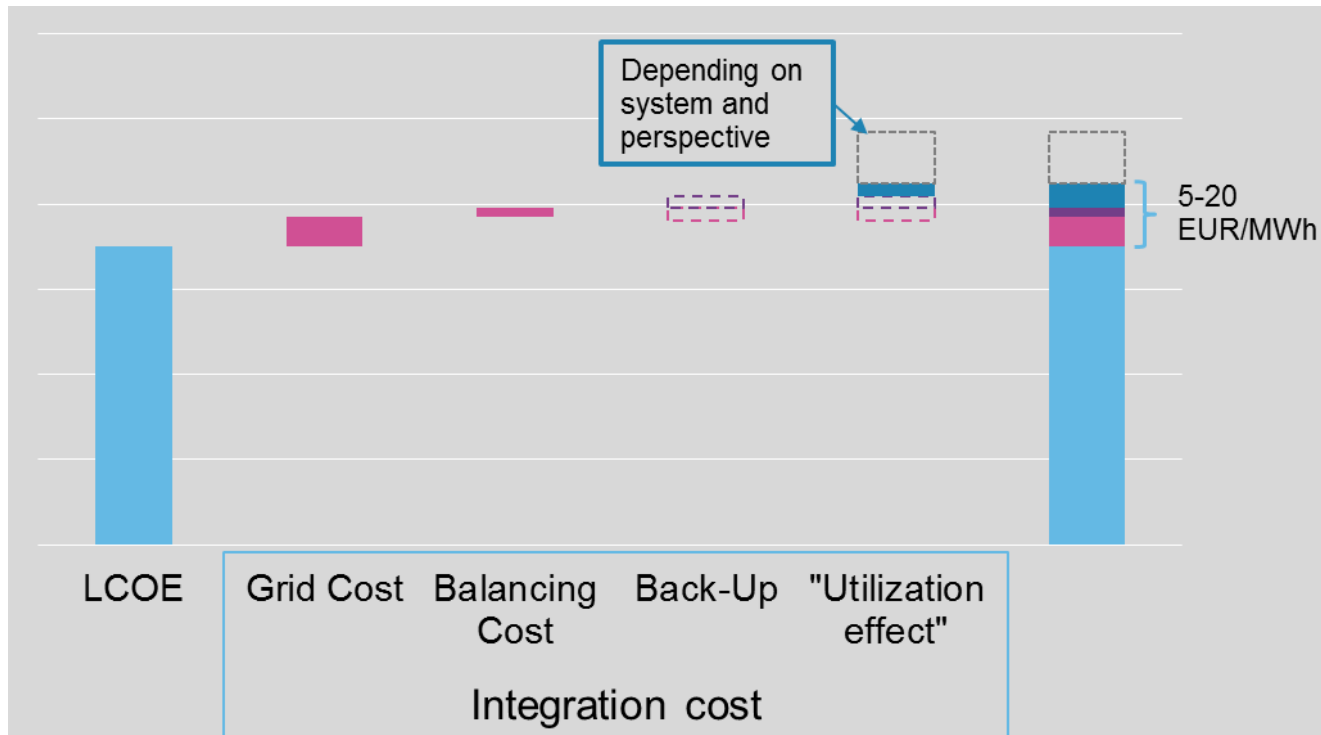 Depending on
system and
perspective
5-20
EUR/MWh
LCOE
Grid Cost
Balancing
Cost
Back-Up
"Utilization
effect"
Integration cost